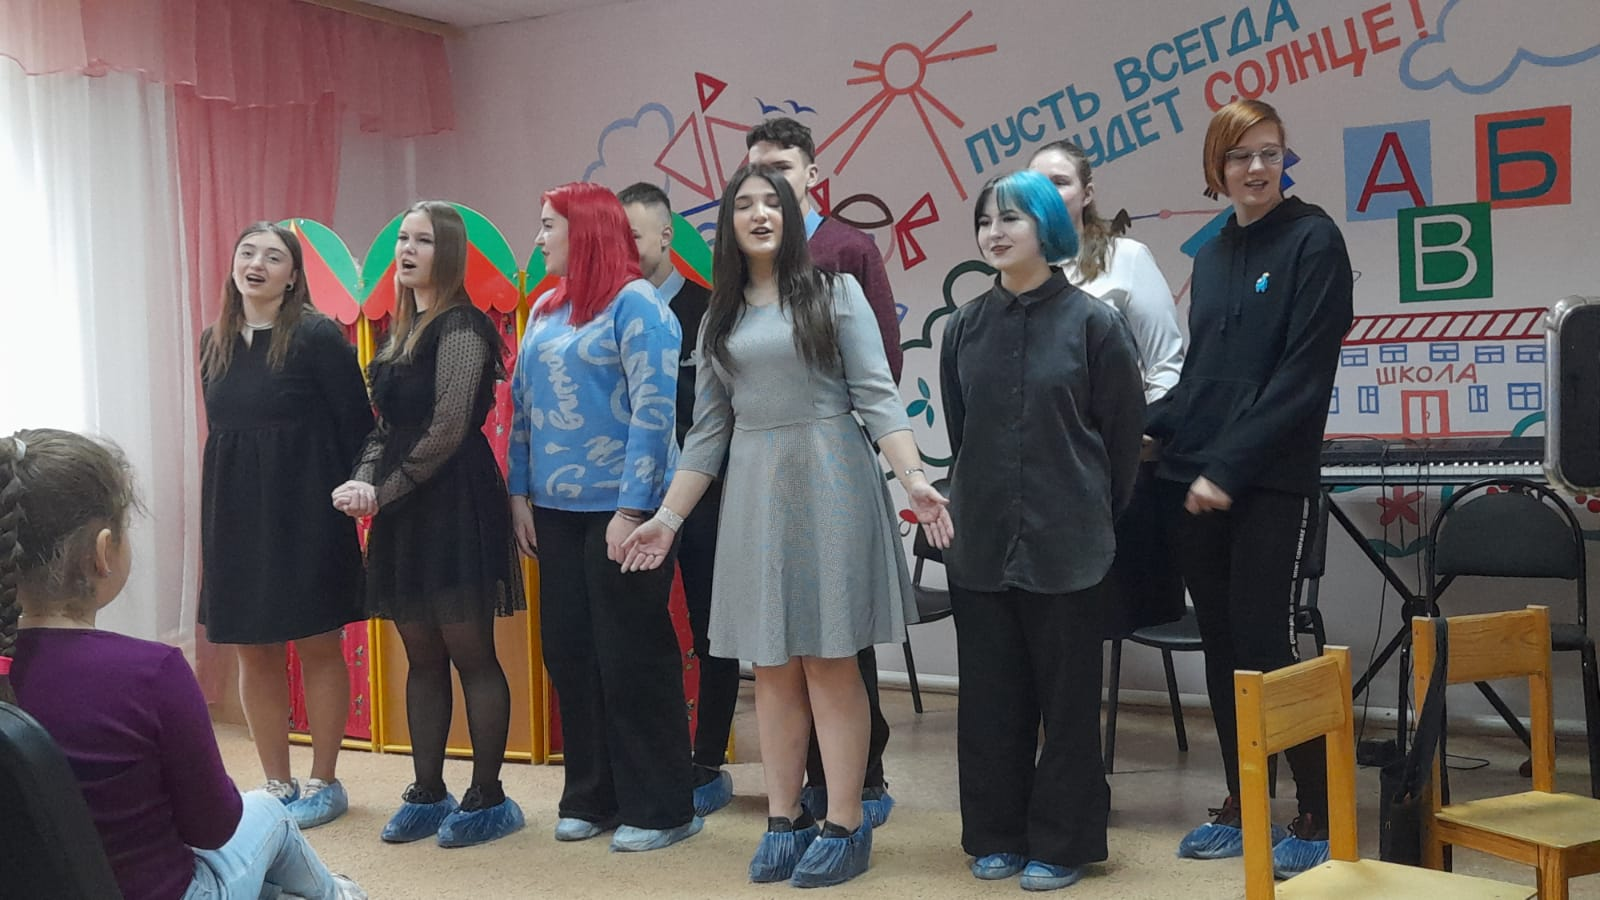 ПУСТЬ ВСЕГДА
БУДЕТ СОЛНЦЕ!
А Б
В
ШКОЛА